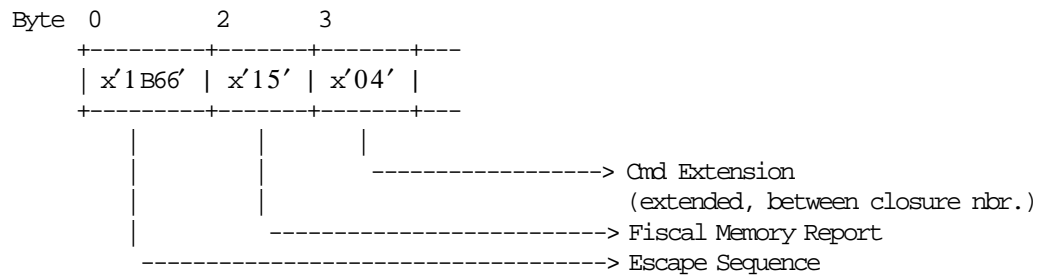 Byte 0 2 3
+---------+-------+-------+---
| x′1B66′ | x′15′ | x′04′ |
+---------+-------+-------+---
| | |
| | ------------------> Cmd Extension
| | (extended, between closure nbr.)
| --------------------------> Fiscal Memory Report
------------------------------------> Escape Sequence